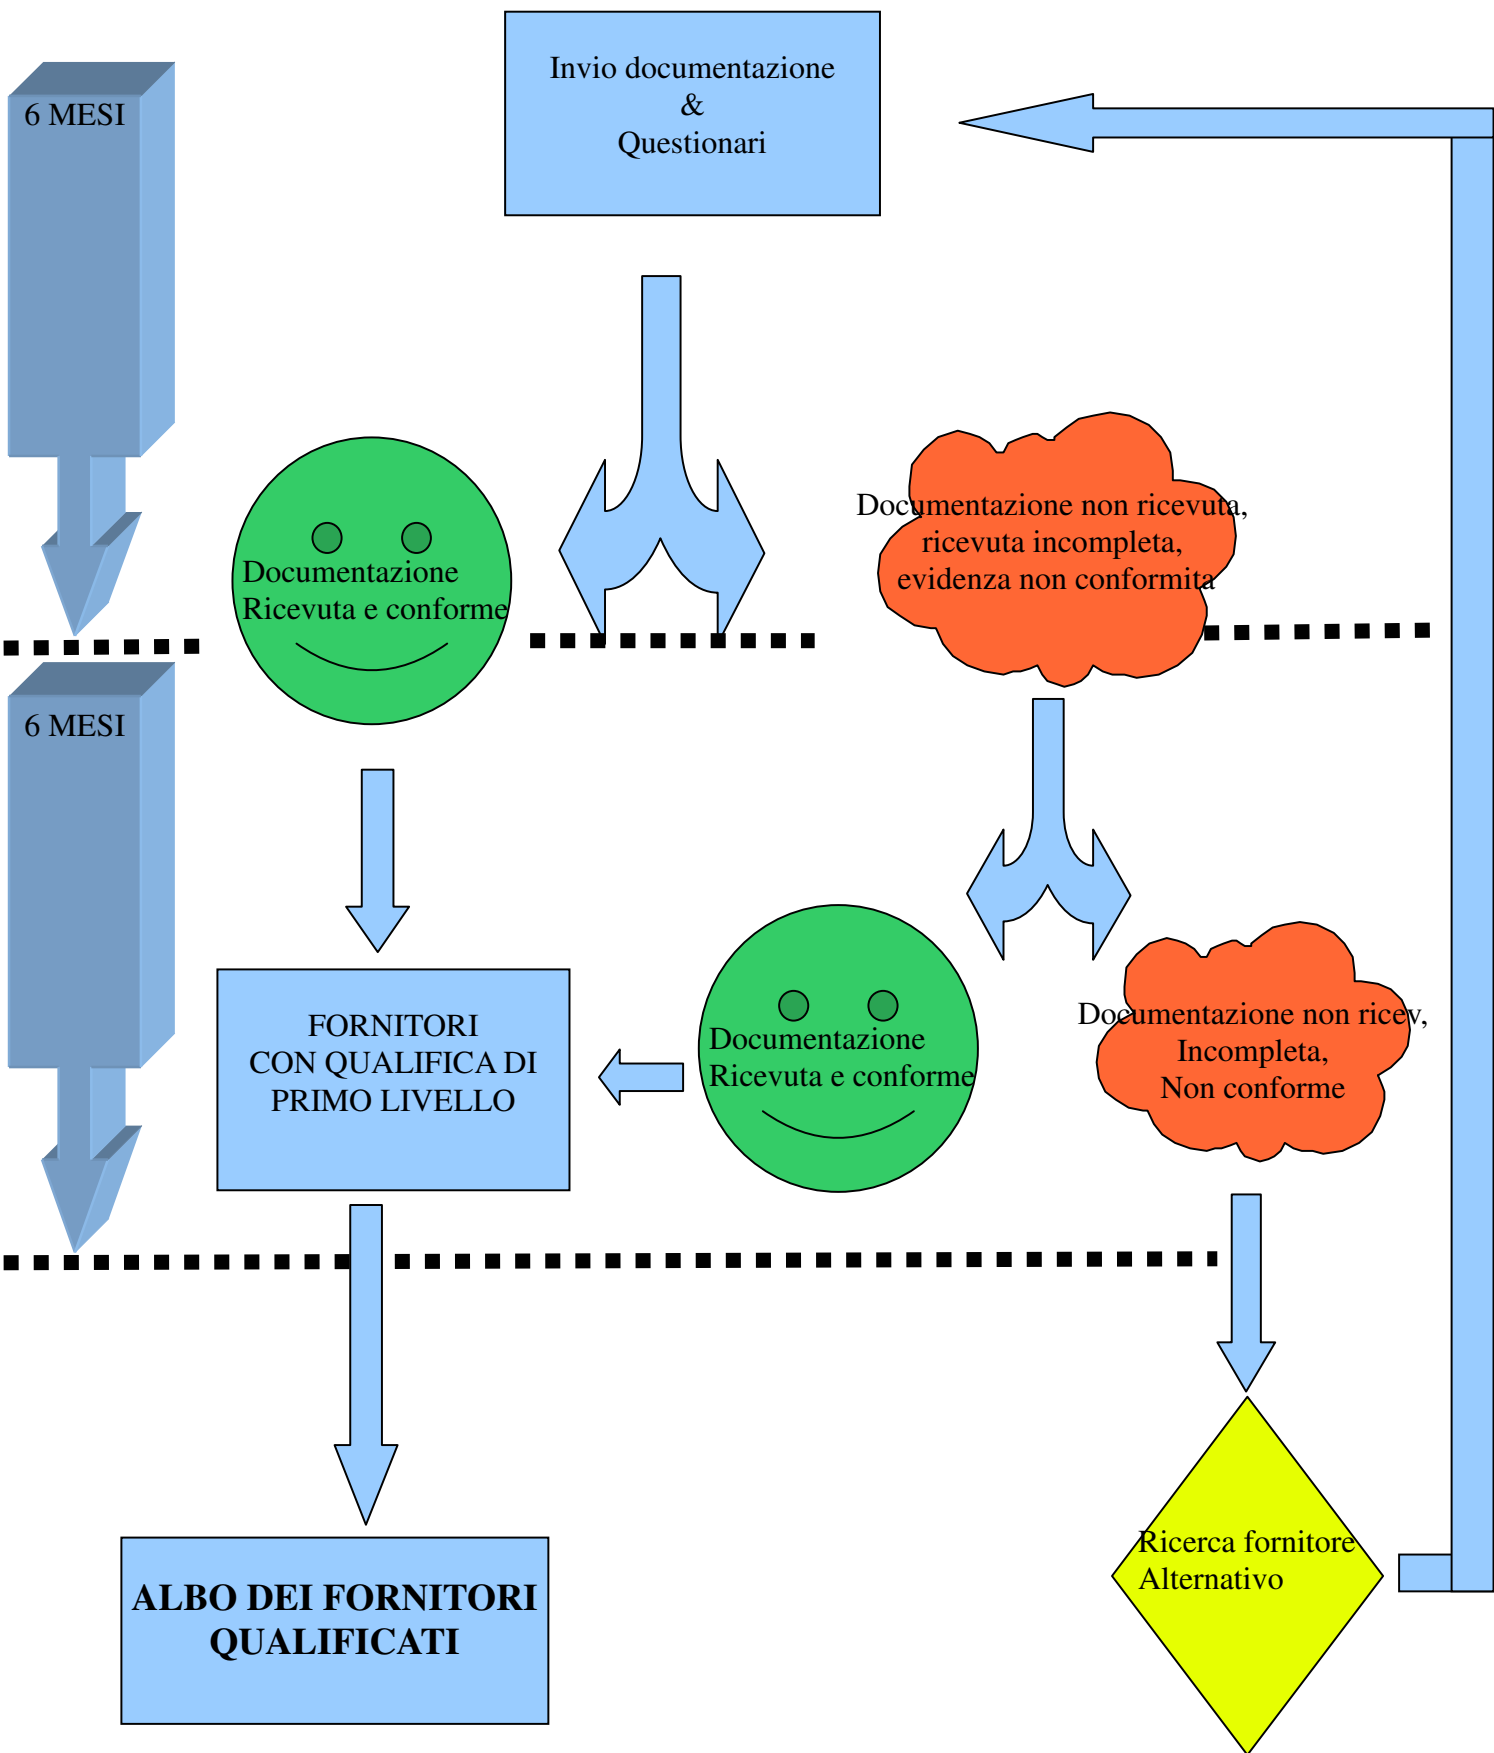 Invio documentazione
&
Questionari
6 MESI
Documentazione
Ricevuta e conforme
Documentazione non ricevuta,
ricevuta incompleta,
evidenza non conformita
6 MESI
FORNITORI
CON QUALIFICA DI
PRIMO LIVELLO
Documentazione
Ricevuta e conforme
Documentazione non ricev,
Incompleta,
Non conforme
ALBO DEI FORNITORI
QUALIFICATI
Ricerca fornitore
Alternativo